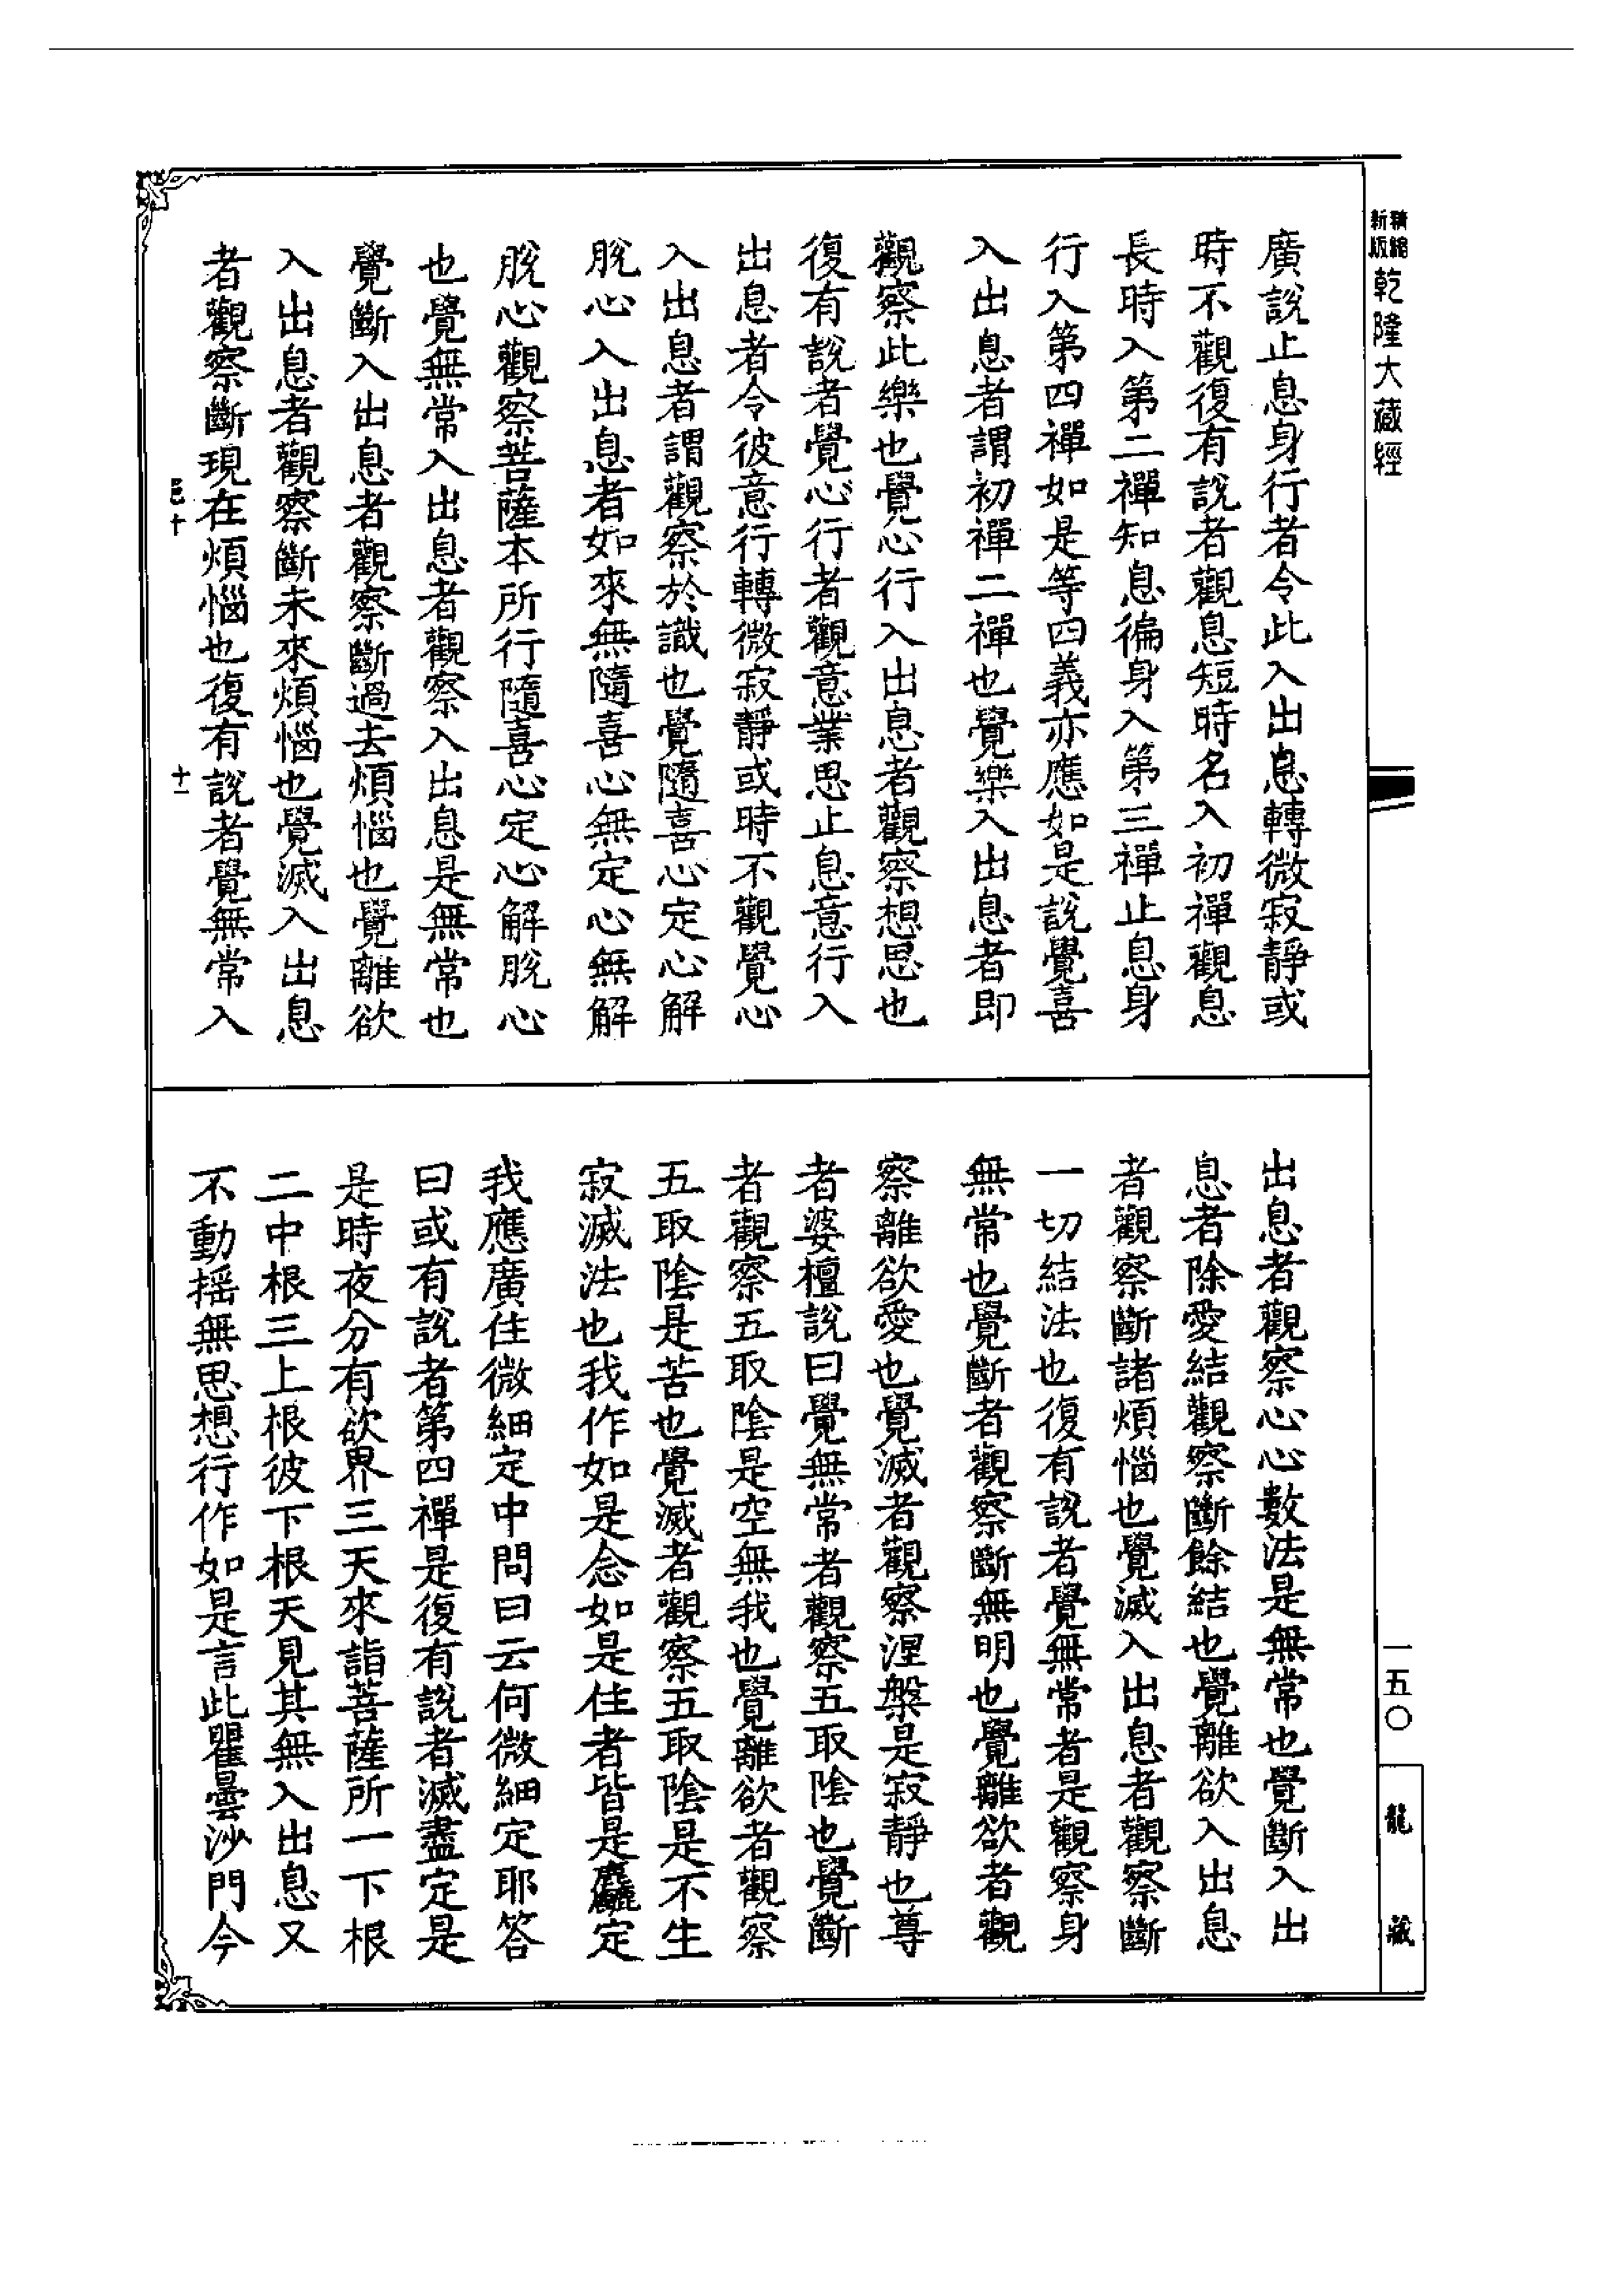 精縮新版乾隆大藏經
廣說止息身行者令此入出息轉微寂靜或
時不觀復有說者觀息短時名入初禪觀息
長時入第二禪知息徧身入第三禪止息身
行入第四禪如是等四義亦應如是說覺喜
入出息者謂初禪二禪也覺樂入出息者即
觀察此樂也覺心行入出息者觀察想思也
復有說者覺心行者觀意業思止息意行入
出息者令彼意行轉微寂靜或時不觀覺心
入出息者謂觀察於識也覺隨喜心定心解
脫心入出息者如來無隨喜心無定心無解
脫心觀察菩薩本所行隨喜心定心解脫心
也覺無常入出息者觀察入出息是無常也
覺斷入出息者觀察斷過去煩惱也覺離欲
入出息者觀察斷未來煩惱也覺滅入出息
者觀察斷現在煩惱也復有說者覺無常入
十一
出息者觀察心心數法是無常也覺斷入出
息者除愛結觀察斷餘結也覺離欲入出息
者觀察斷諸煩惱也覺滅入出息者觀察斷
一切結法也復有說者覺無常者是觀察身
無常也覺斷者觀察斷無明也覺離欲者觀
察離欲愛也覺滅者觀察涅槃是寂靜也尊
者婆檀說曰覺無常者觀察五取陰也覺斷
者觀察五取陰是空無我也覺離欲者觀察
五取陰是苦也覺滅者觀察五取陰是不生
寂滅法也我作如是念如是住者皆是麤定
我應廣住微細定中問曰云何微細定耶答
曰或有說者第四禪是復有說者滅盡定是
是時夜分有欲界三天來詣菩薩所一下根
二中根三上根彼下根天見其無入出息又
不動搖無思想行作如是言此瞿曇沙門今
一五〇
龍藏